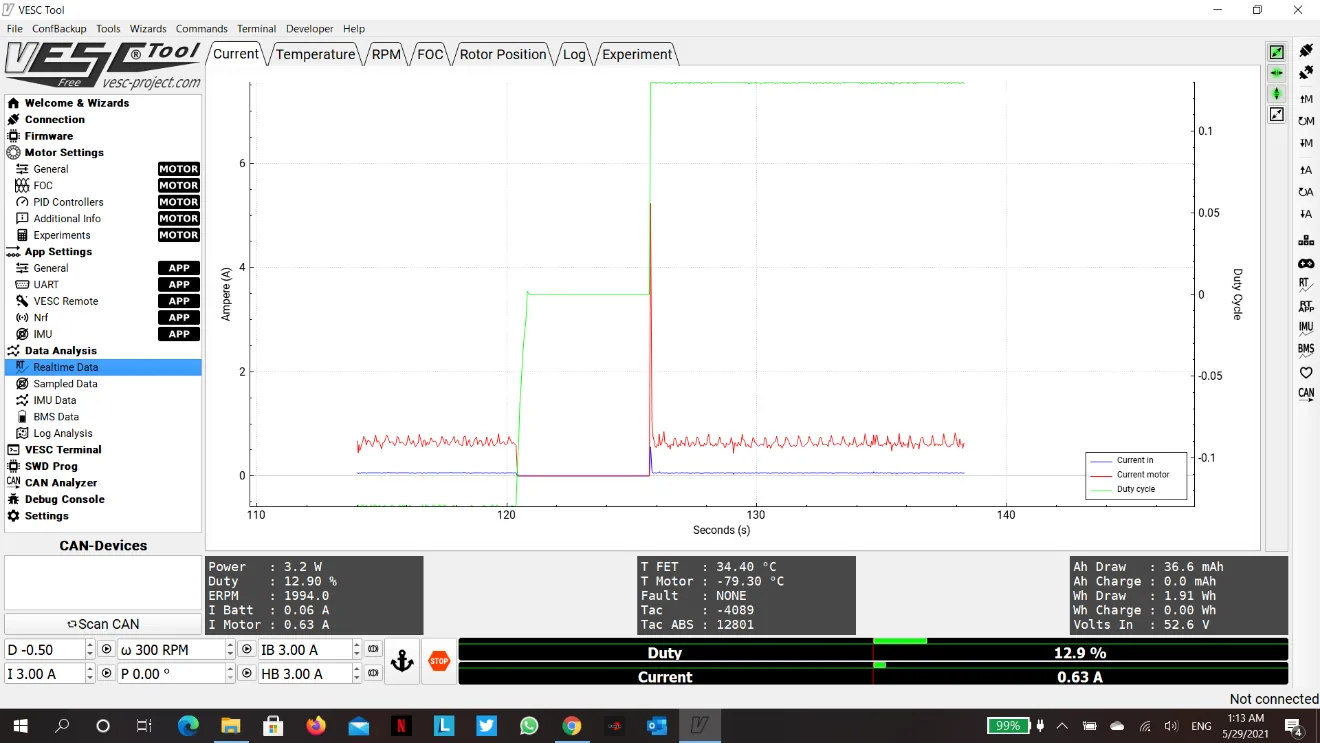 VESC Tool
File ConfBackup Tools Wizards Commands Terminal Developer Help
VESC® Tool
Free vesc-project.com
Current Temperature RPM FOC Rotor Position Log Experiment
Welcome & Wizards
Connection
Firmware
Motor Settings
General MOTOR
FOC MOTOR
PID Controllers MOTOR
Additional Info MOTOR
Experiments MOTOR
App Settings
General APP
UART APP
VESC Remote APP
Nrf APP
IMU APP
Data Analysis
RT Realtime Data
Sampled Data
IMU Data
BMS Data
Log Analysis
VESC Terminal
SWD Prog
CAN CAN Analyzer
Debug Console
Settings
CAN-Devices
Scan CAN
Ampere (A)
6
4
2
0
0.1
0.05
0
-0.05
-0.1
Duty Cycle
Current in
Current motor
Duty cycle
110 120 130 140
Seconds (s)
↑M
↻M
↓M
↑A
↻A
↓A
RT
RT
APP
IMU
BMS
CAN
Power : 3.2 W
Duty : 12.90 %
ERPM : 1994.0
I Batt : 0.06 A
I Motor : 0.63 A
T FET : 34.40 °C
T Motor : -79.30 °C
Fault : NONE
Tac : -4089
Tac ABS : 12801
Ah Draw : 36.6 mAh
Ah Charge : 0.0 mAh
Wh Draw : 1.91 Wh
Wh Charge : 0.00 Wh
Volts In : 52.6 V
D -0.50 ω 300 RPM IB 3.00 A
I 3.00 A P 0.00 ° HB 3.00 A
STOP
Duty 12.9 %
Current 0.63 A
Not connected
99% ENG
1:13 AM
5/29/2021
4